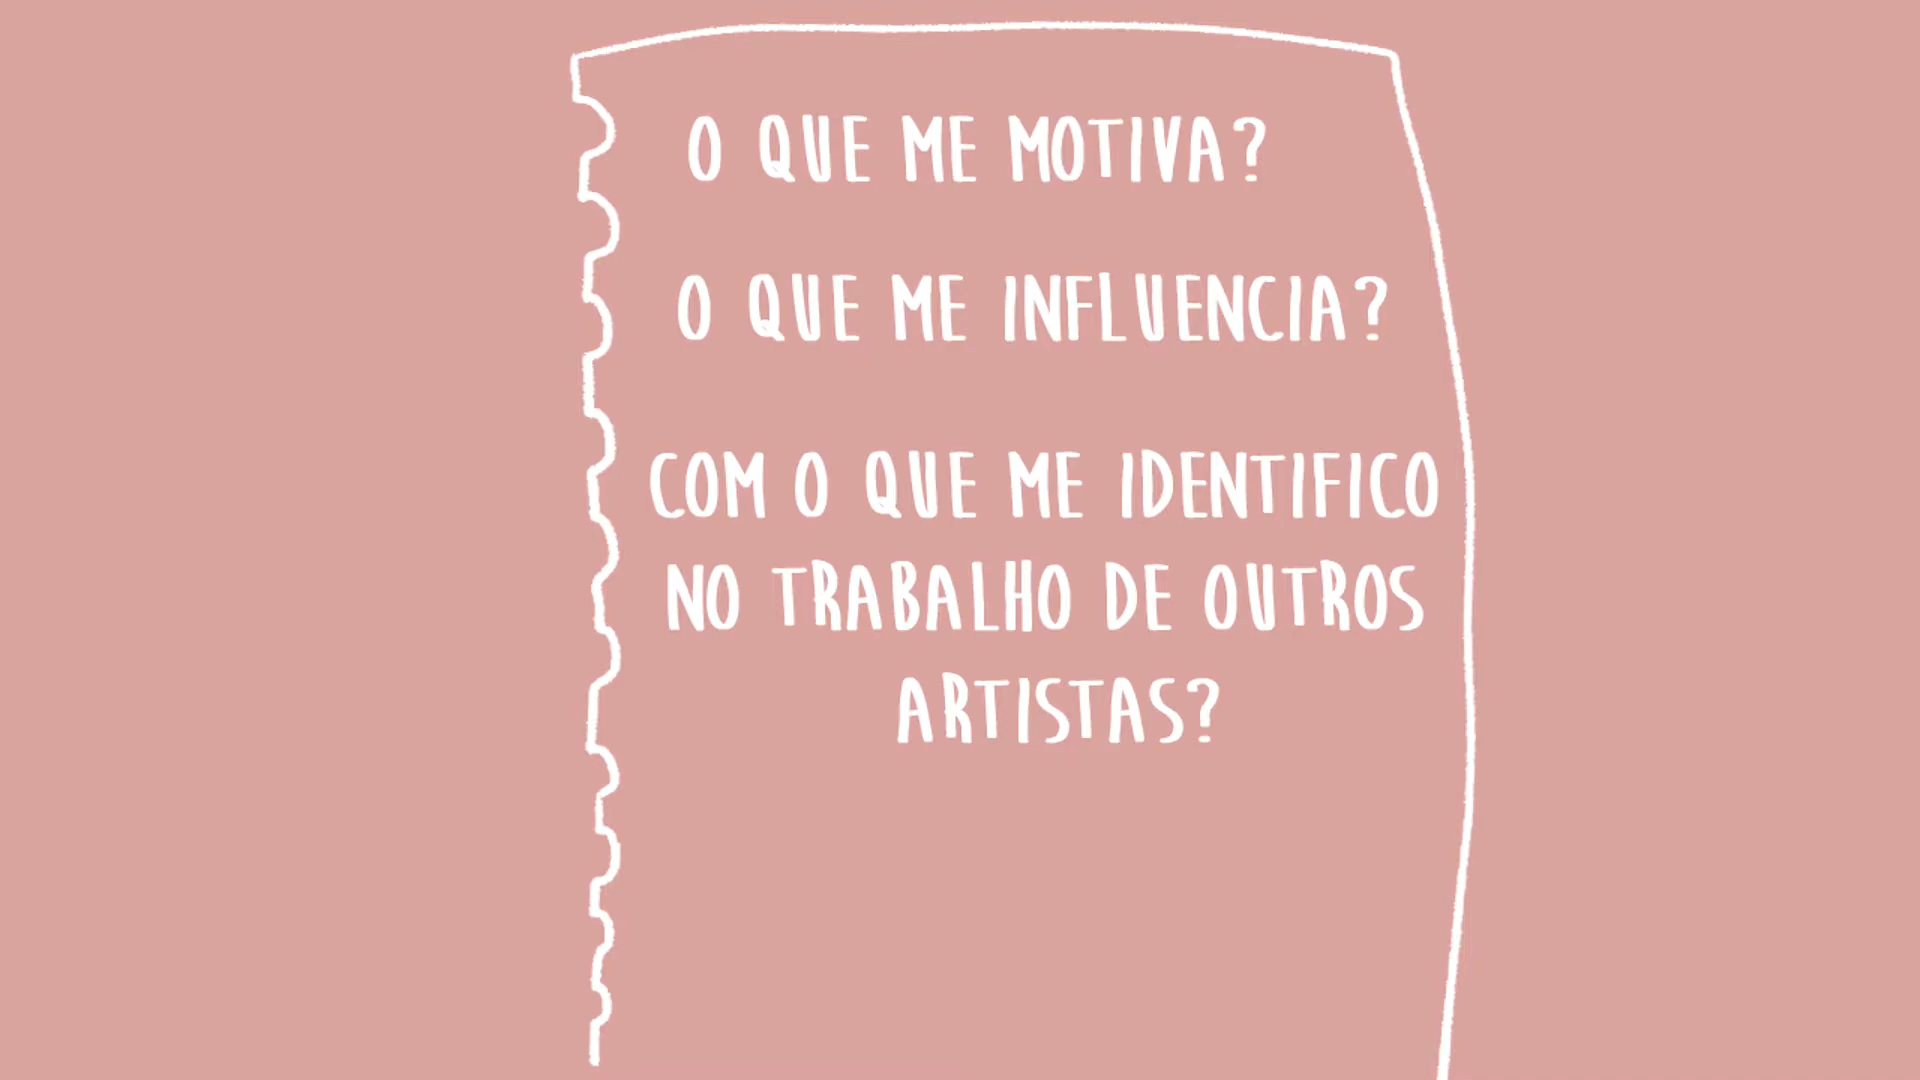 O QUE ME MOTIVA?
O QUE ME INFLUENCIA?
COM O QUE ME IDENTIFICO
NO TRABALHO DE OUTROS
ARTISTAS?